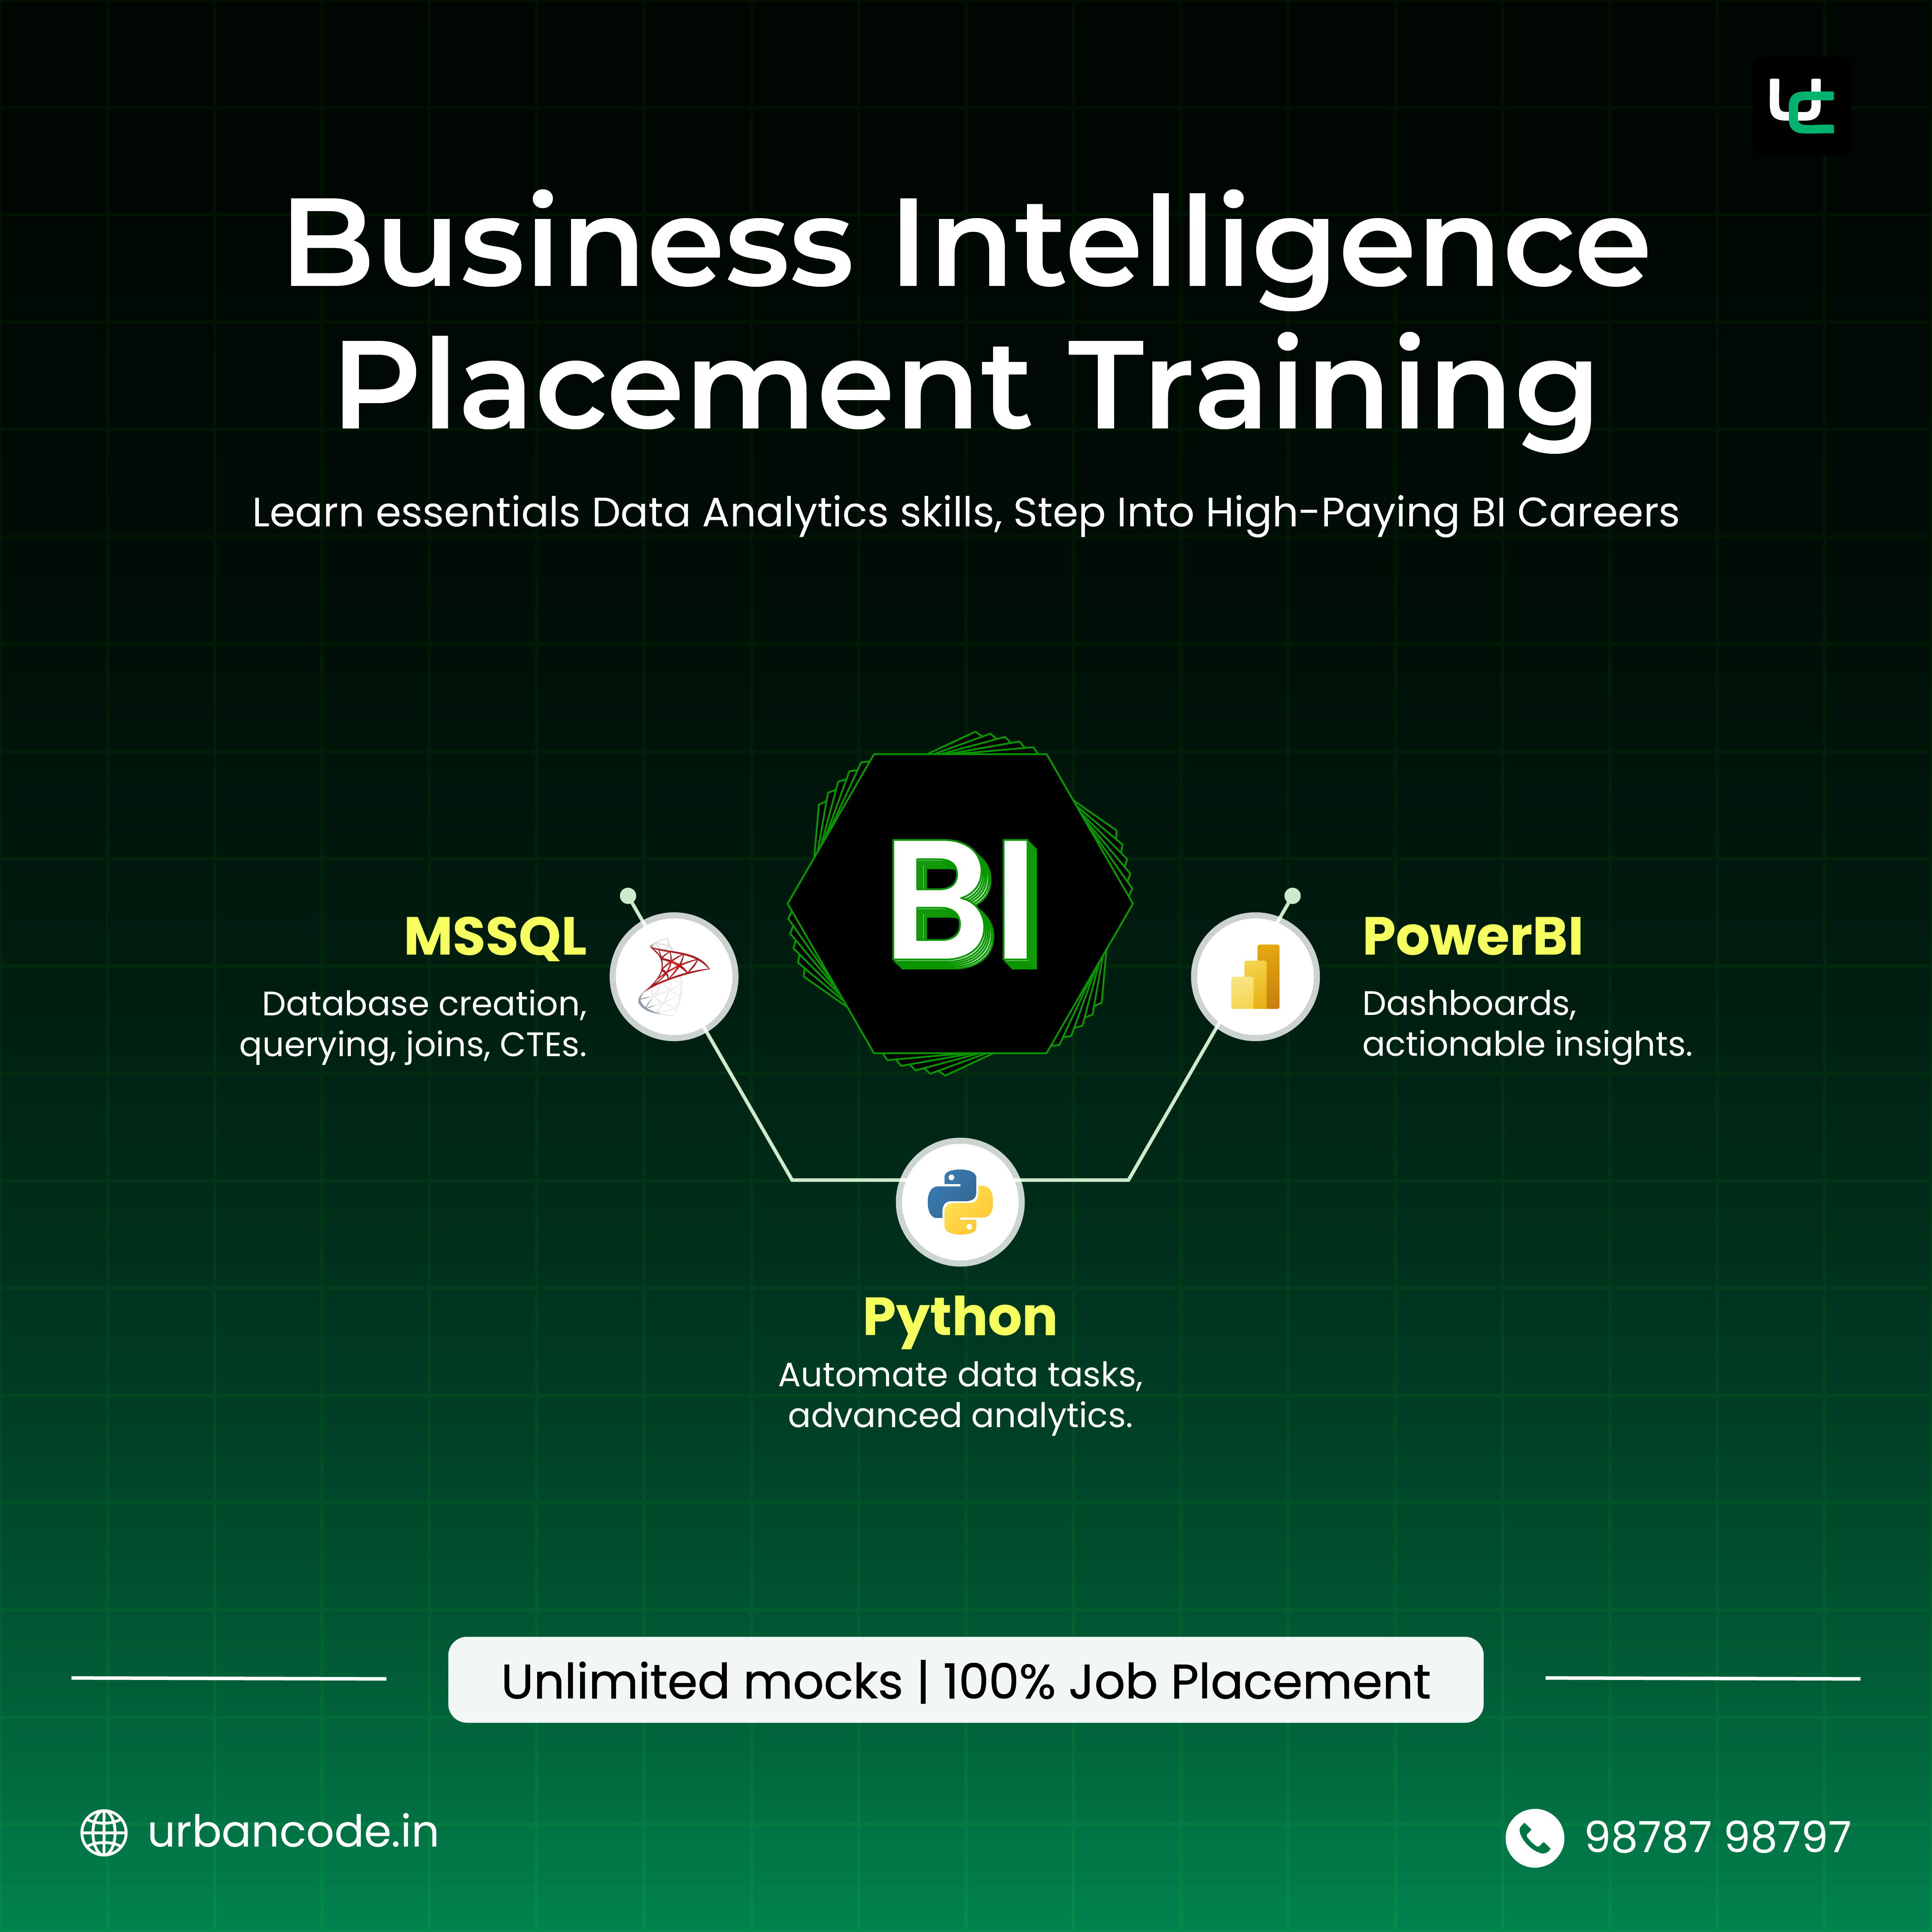 UC
Business Intelligence
Placement Training
Learn essentials Data Analytics skills, Step Into High-Paying BI Careers
BI
MSSQL
Database creation,
querying, joins, CTEs.
PowerBI
Dashboards,
actionable insights.
Python
Automate data tasks,
advanced analytics.
Unlimited mocks | 100% Job Placement
urbancode.in
98787 98797